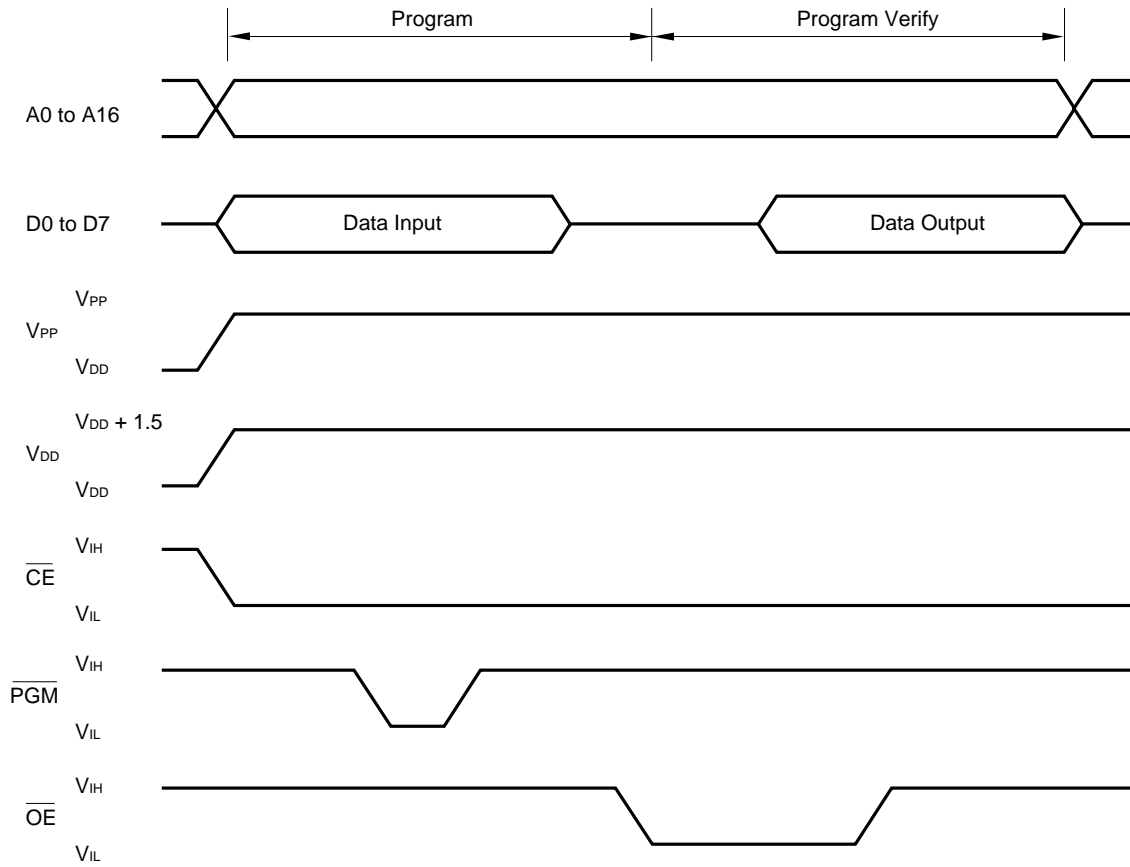 Program Program Verify
A0 to A16
D0 to D7 Data Input Data Output
VPP
VPP
VDD
VDD + 1.5
VDD
VDD
VIH
CE
VIL
VIH
PGM
VIL
VIH
OE
VIL